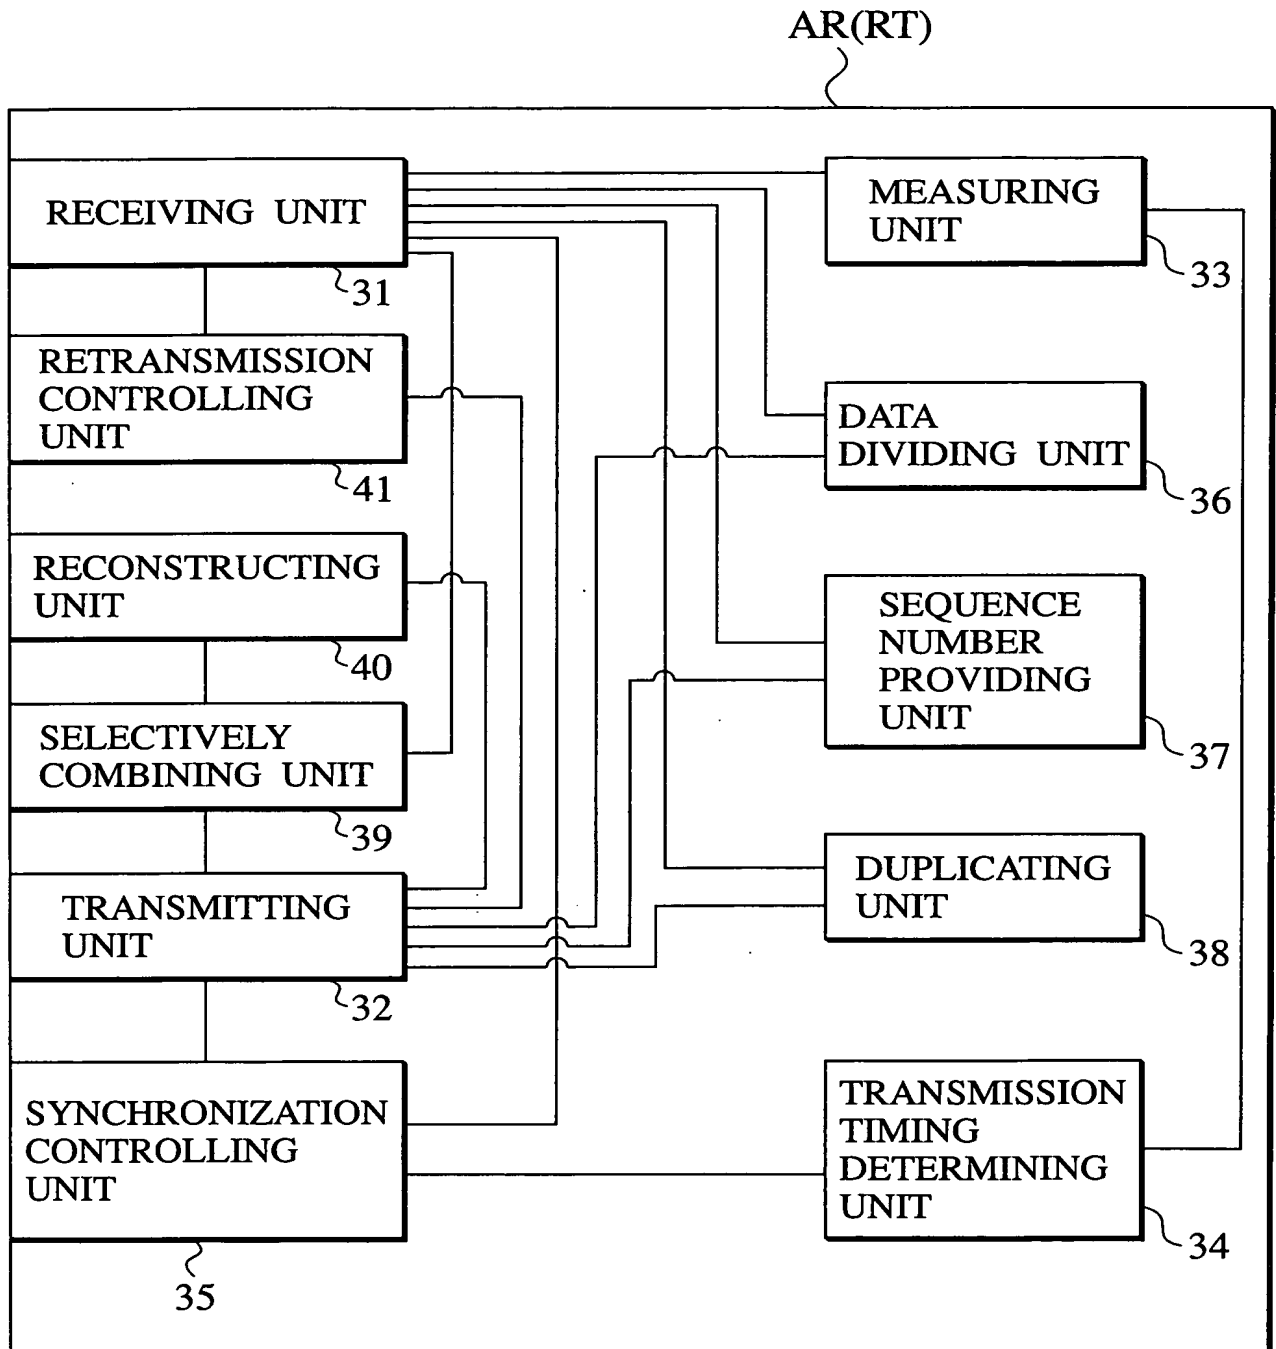 AR(RT)
RECEIVING UNIT
31
MEASURING
UNIT
33
RETRANSMISSION
CONTROLLING
UNIT
41
DATA
DIVIDING UNIT
36
RECONSTRUCTING
UNIT
40
SEQUENCE
NUMBER
PROVIDING
UNIT
37
SELECTIVELY
COMBINING UNIT
39
DUPLICATING
UNIT
38
TRANSMITTING
UNIT
32
SYNCHRONIZATION
CONTROLLING
UNIT
35
TRANSMISSION
TIMING
DETERMINING
UNIT
34